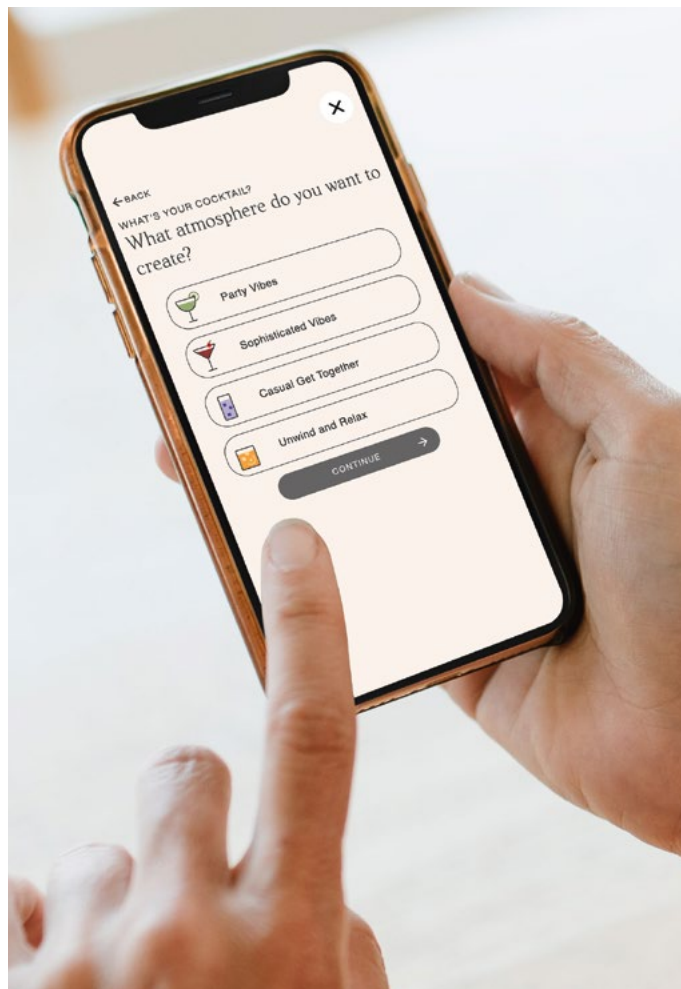 ←BACK
WHAT'S YOUR COCKTAIL?
What atmosphere do you want to
create?
Party Vibes
Sophisticated Vibes
Casual Get Together
Unwind and Relax
CONTINUE →